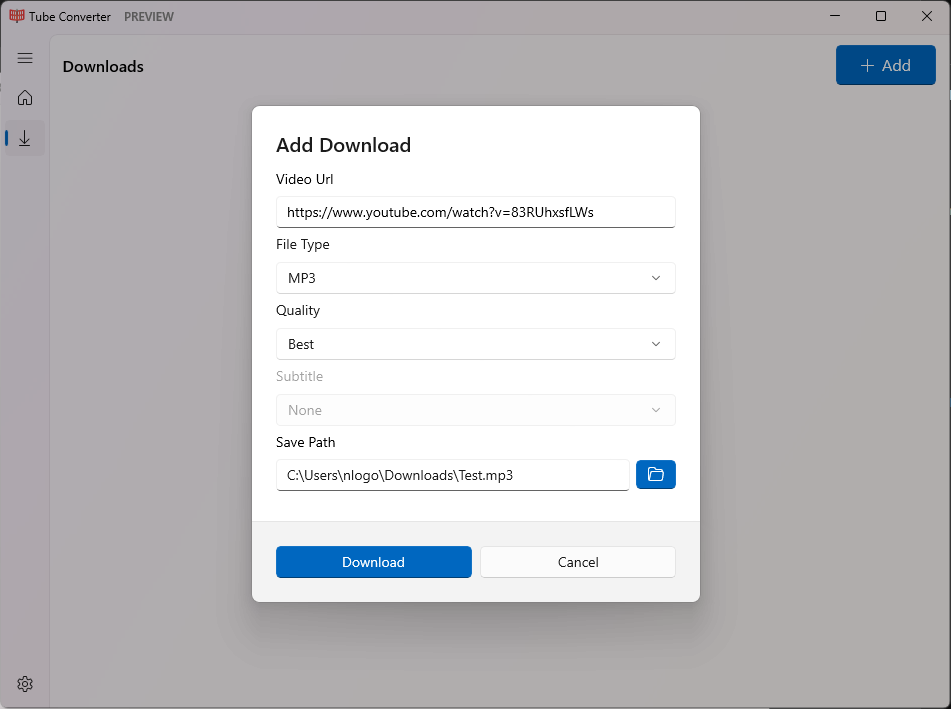 Tube Converter PREVIEW
Downloads
Add
Add Download
Video Url
https://www.youtube.com/watch?v=83RUhxsfLWs
File Type
MP3
Quality
Best
Subtitle
None
Save Path
C:\Users\nlogo\Downloads\Test.mp3
Download
Cancel